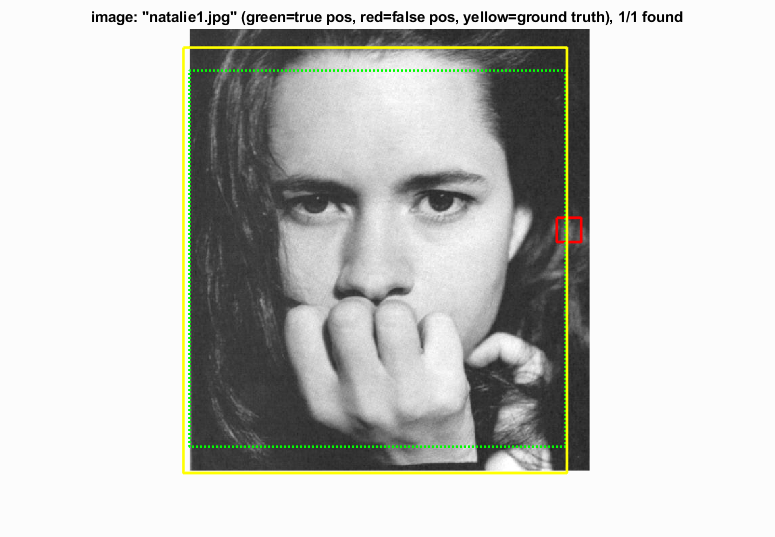 image: "natalie1.jpg" (green=true pos, red=false pos, yellow=ground truth), 1/1 found